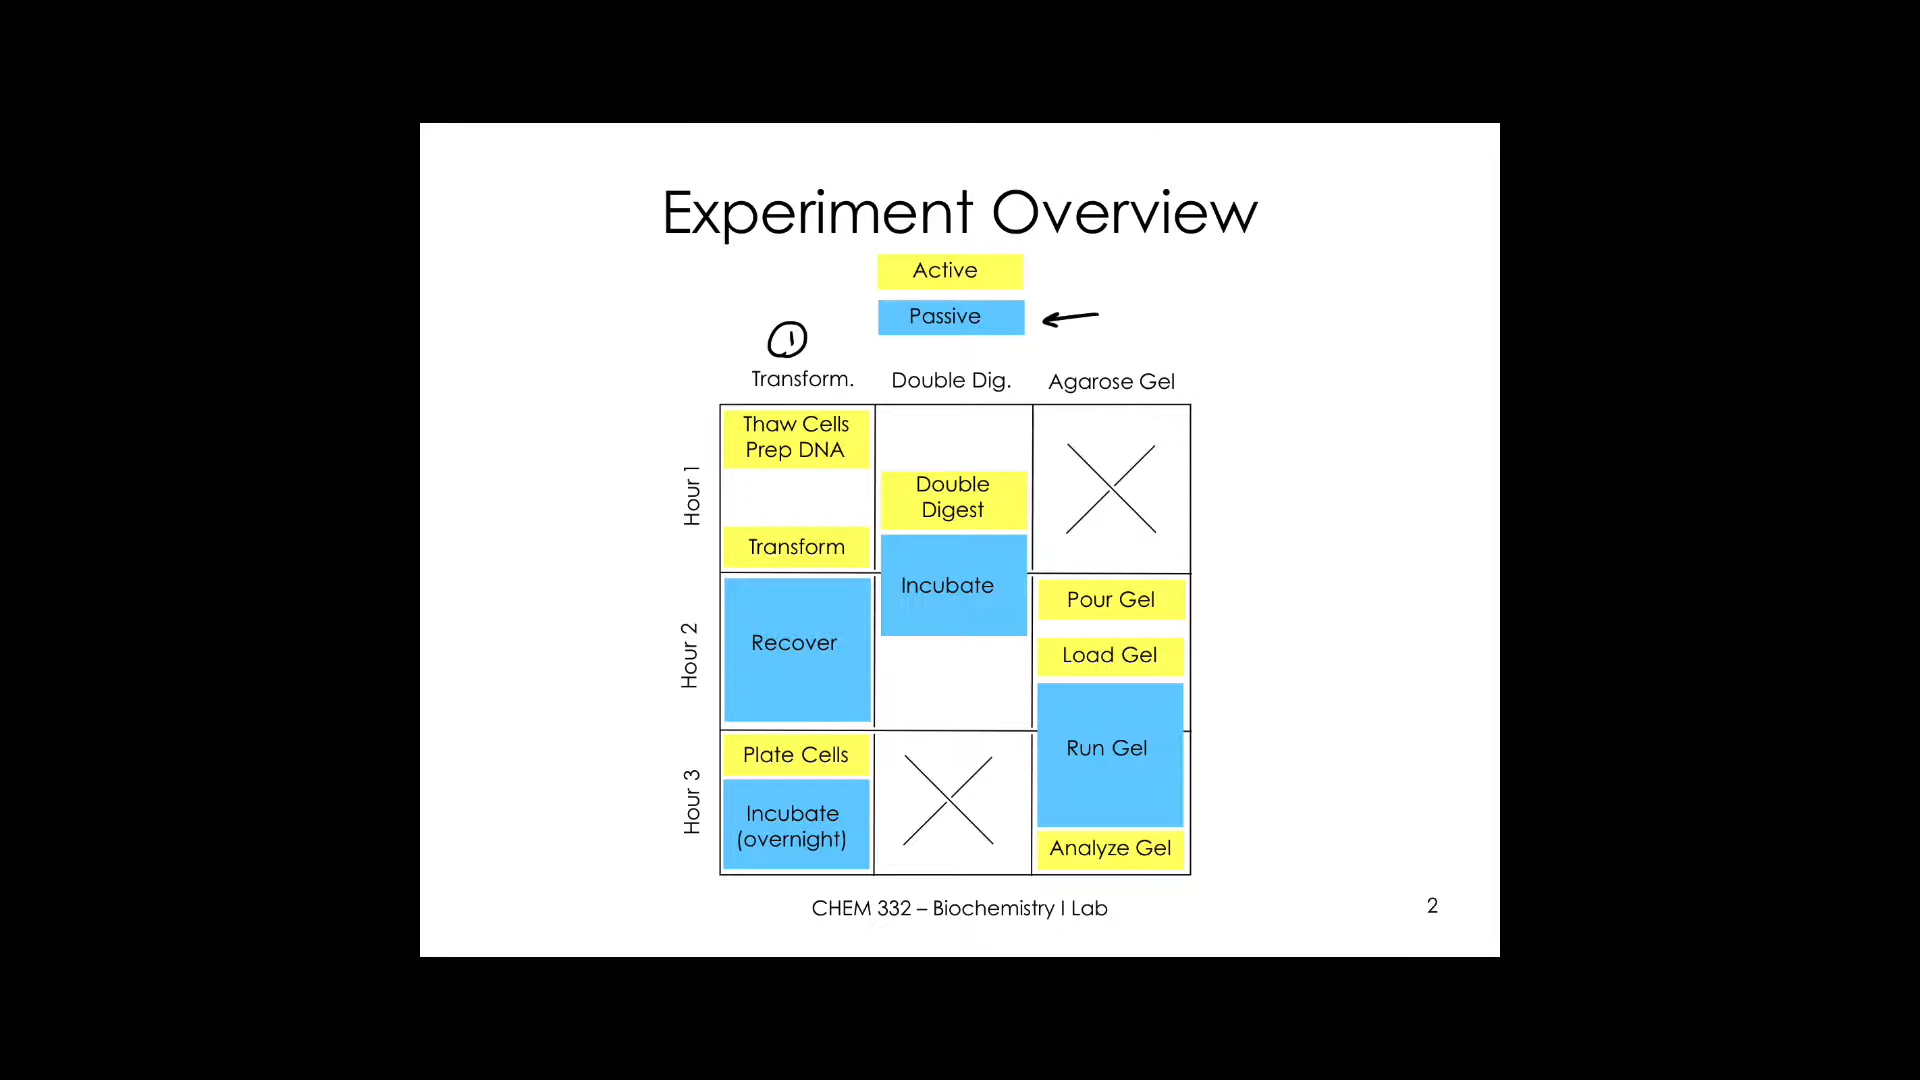 Experiment Overview
Active
Passive
1
Transform.
Double Dig.
Agarose Gel
Hour 1
Thaw Cells
Prep DNA
Double
Digest
Transform
Incubate
Hour 2
Recover
Pour Gel
Load Gel
Run Gel
Hour 3
Plate Cells
Incubate
(overnight)
Analyze Gel
CHEM 332 – Biochemistry I Lab
2